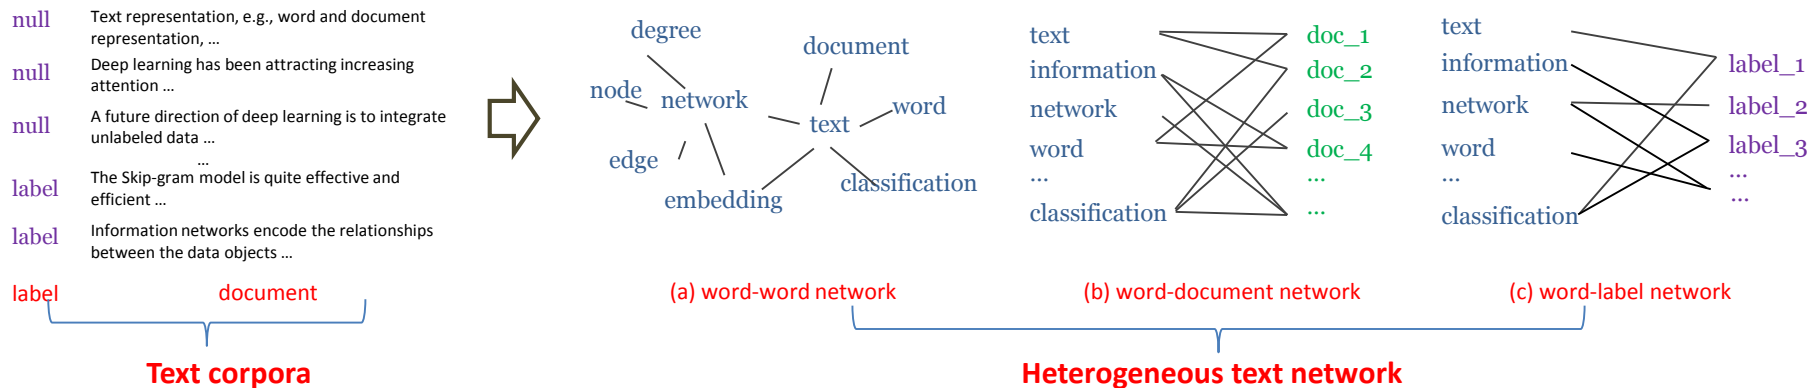 null Text representation, e.g., word and document
representation, …
null Deep learning has been attracting increasing
attention …
null A future direction of deep learning is to integrate
unlabeled data …
…
label The Skip-gram model is quite effective and
efficient …
label Information networks encode the relationships
between the data objects …
label document
Text corpora
degree
document
node
network
word
text
edge
classification
embedding
(a) word-word network
text doc_1
information doc_2
network doc_3
word doc_4
… …
classification …
(b) word-document network
text
information label_1
network label_2
word label_3
… …
…
classification
(c) word-label network
Heterogeneous text network